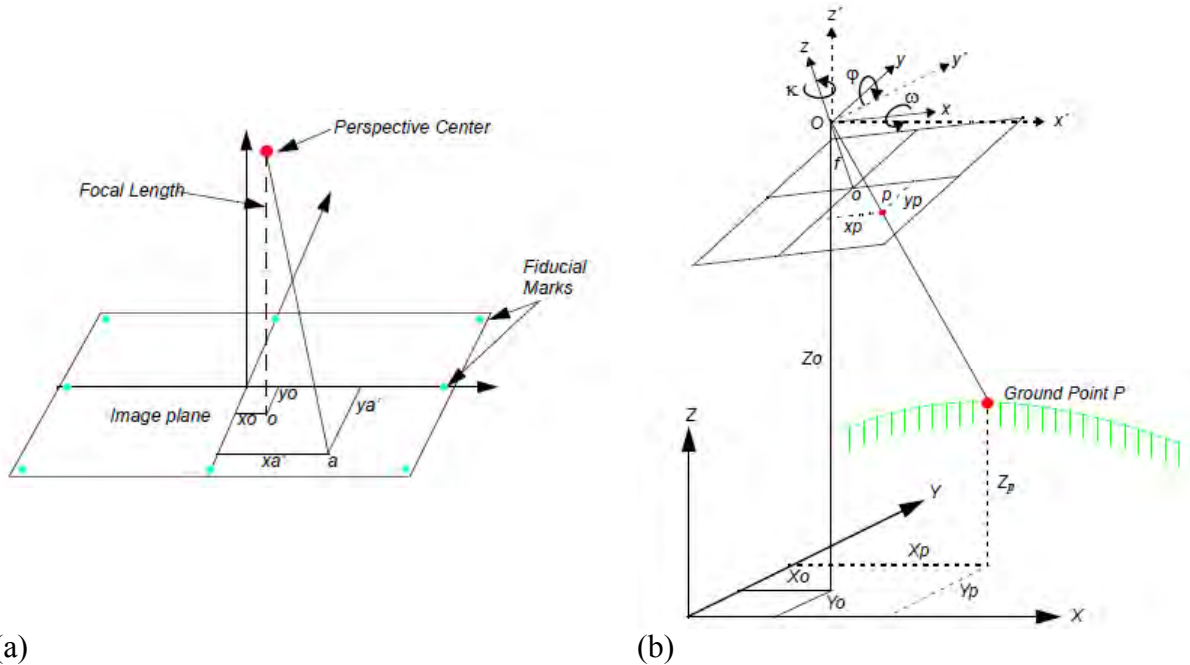 Perspective Center
Focal Length
Fiducial
Marks
Image plane
xo
o
yo
ya´
xa´
a
(a)
z´
z
y
y´
κ
φ
ω
x
x´
O
f
o
p
yp
xp
Zo
Ground Point P
Z
Zp
Y
Xp
Xo
Yo
Yp
X
(b)